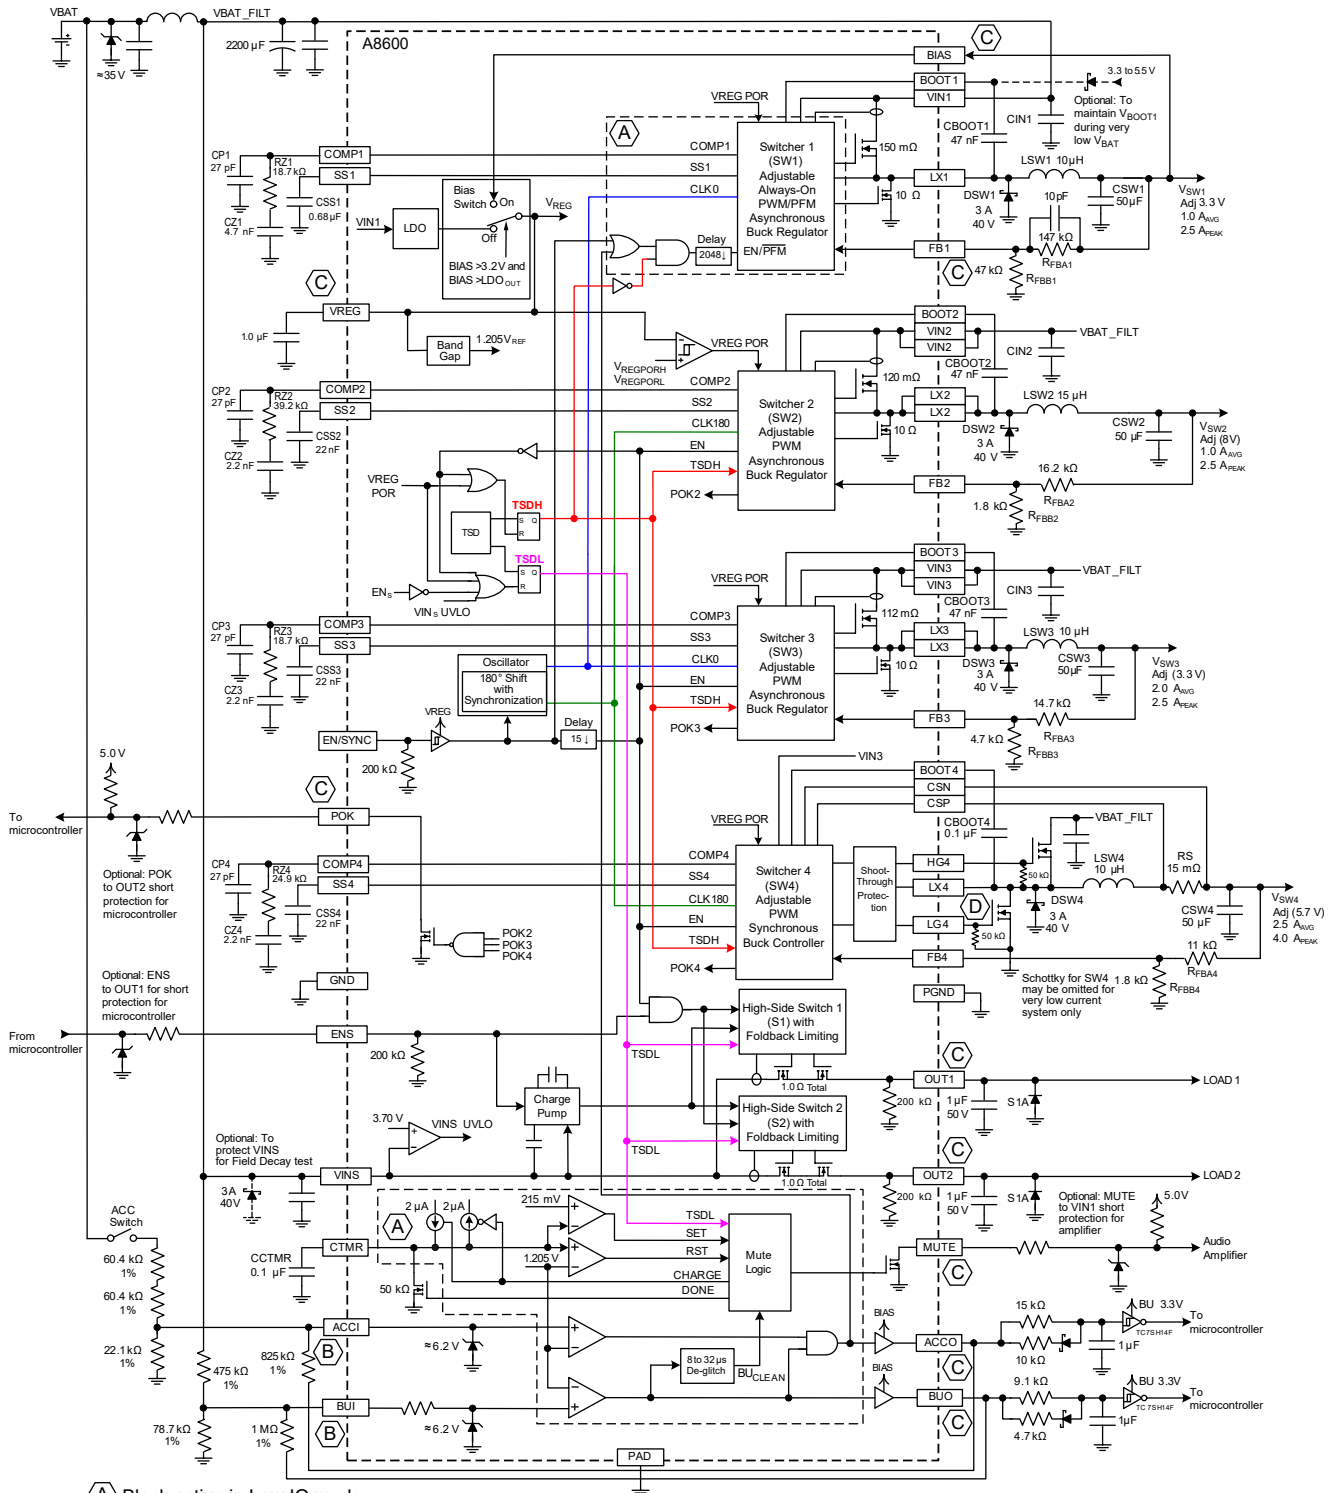 VBAT
VBAT_FILT
2200 µF
≈35 V
A8600
BIAS
C
BOOT1
VIN1
3.3 to 5.5 V
Optional: To
maintain VBOOT1
during very
low VBAT
VREG POR
A
CBOOT1
47 nF
CIN1
150 mΩ
Switcher 1
(SW1)
Adjustable
Always-On
PWM/PFM
Asynchronous
Buck Regulator
COMP1
SS1
CLK0
EN/PFM
Delay
2048↓
CP1
27 pF
RZ1
18.7 kΩ
CSS1
0.68 µF
CZ1
4.7 nF
COMP1
SS1
Bias
Switch
On
Off
VIN1
LDO
VREG
BIAS >3.2V and
BIAS >LDOOUT
10 Ω
LX1
LSW1 10 µH
DSW1
3 A
40 V
10 pF
CSW1
50 µF
VSW1
Adj 3.3 V
1.0 AAVG
2.5 APEAK
FB1
C
147 kΩ
RFBA1
47 kΩ
RFBB1
C
VREG
1.0 µF
Band
Gap
1.205 VREF
VREGPORH
VREGPORL
VREG POR
BOOT2
VIN2
VIN2
VBAT_FILT
CIN2
CBOOT2
47 nF
120 mΩ
COMP2
SS2
CLK180
EN
TSDH
POK2
Switcher 2
(SW2)
Adjustable
PWM
Asynchronous
Buck Regulator
CP2
27 pF
RZ2
39.2 kΩ
CSS2
22 nF
CZ2
2.2 nF
COMP2
SS2
LX2
LX2
10 Ω
LSW2 15 µH
DSW2
3 A
40 V
CSW2
50 µF
VSW2
Adj (8V)
1.0 AAVG
2.5 APEAK
FB2
16.2 kΩ
RFBA2
1.8 kΩ
RFBB2
VREG
POR
TSD
TSDH
S Q
R
TSDL
S Q
R
ENS
VINS UVLO
BOOT3
VIN3
VIN3
VBAT_FILT
CIN3
CBOOT3
47 nF
VREG POR
112 mΩ
COMP3
SS3
CLK0
EN
TSDH
POK3
Switcher 3
(SW3)
Adjustable
PWM
Asynchronous
Buck Regulator
CP3
27 pF
RZ3
18.7 kΩ
CSS3
22 nF
CZ3
2.2 nF
COMP3
SS3
Oscillator
180° Shift
with
Synchronization
LX3
LX3
10 Ω
LSW3 10 µH
DSW3
3 A
40 V
CSW3
50 µF
VSW3
Adj (3.3 V)
2.0 AAVG
2.5 APEAK
FB3
14.7 kΩ
RFBA3
4.7 kΩ
RFBB3
EN/SYNC
VREG
Delay
15 ↓
200 kΩ
5.0 V
C
To
microcontroller
POK
Optional: POK
to OUT2 short
protection for
microcontroller
VIN3
BOOT4
CSN
CSP
CBOOT4
0.1 µF
VREG POR
VBAT_FILT
COMP4
SS4
CLK180
EN
TSDH
POK4
Switcher 4
(SW4)
Adjustable
PWM
Synchronous
Buck Controller
Shoot-
Through
Protec-
tion
HG4
LX4
LG4
D
50 kΩ
50 kΩ
LSW4
10 µH
RS
15 mΩ
DSW4
3 A
40 V
CSW4
50 µF
VSW4
Adj (5.7 V)
2.5 AAVG
4.0 APEAK
CP4
27 pF
RZ4
24.9 kΩ
CSS4
22 nF
CZ4
2.2 nF
COMP4
SS4
POK2
POK3
POK4
FB4
11 kΩ
RFBA4
1.8 kΩ
RFBB4
Schottky for SW4
may be omitted for
very low current
system only
GND
PGND
Optional: ENS
to OUT1 for short
protection for
microcontroller
From
microcontroller
ENS
200 kΩ
High-Side Switch 1
(S1) with
Foldback Limiting
TSDL
1.0 Ω Total
C
OUT1
200 kΩ
1 µF
50 V
S1A
LOAD 1
Charge
Pump
High-Side Switch 2
(S2) with
Foldback Limiting
TSDL
1.0 Ω Total
C
OUT2
200 kΩ
1 µF
50 V
S1A
LOAD 2
3.70 V
VINS UVLO
Optional: To
protect VINS
for Field Decay test
VINS
3 A
40 V
ACC
Switch
60.4 kΩ
1%
60.4 kΩ
1%
22.1 kΩ
1%
CCTMR
0.1 µF
CTMR
A
2 µA
2 µA
215 mV
1.205 V
50 kΩ
TSDL
SET
RST
CHARGE
DONE
Mute
Logic
MUTE
C
Optional: MUTE
to VIN1 short
protection for
amplifier
5.0V
Audio
Amplifier
ACCI
B
≈6.2 V
825 kΩ
1%
475 kΩ
1%
8 to 32 µs
De-glitch
BUCLEAN
BIAS
ACCO
C
15 kΩ
10 kΩ
BU 3.3V
TC7SH14F
1 µF
To
microcontroller
BUI
B
≈6.2 V
78.7 kΩ
1%
1 MΩ
1%
BIAS
BUO
C
9.1 kΩ
4.7 kΩ
BU 3.3V
TC7SH14F
1 µF
To
microcontroller
PAD